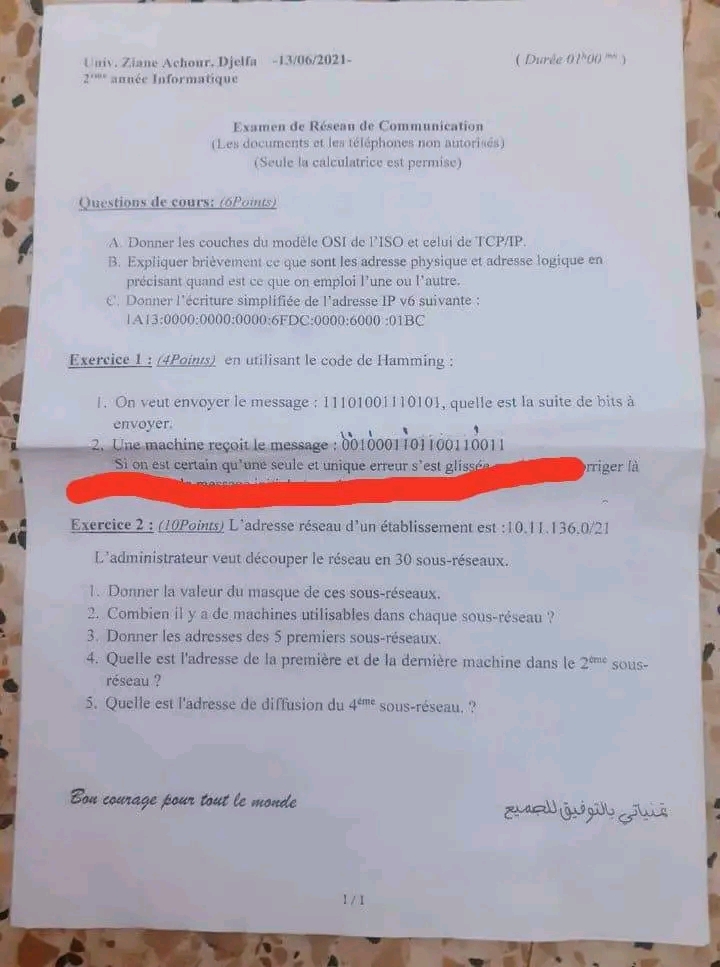 Univ. Ziane Achour, Djelfa -13/06/2021- ( Durée 01ʰ00 ᵐⁿ )
2ᵉᵐᵉ année Informatique
Examen de Réseau de Communication
(Les documents et les téléphones non autorisés)
(Seule la calculatrice est permise)
Questions de cours: (6Points)
A. Donner les couches du modèle OSI de l'ISO et celui de TCP/IP.
B. Expliquer brièvement ce que sont les adresse physique et adresse logique en
précisant quand est ce que on emploi l'une ou l'autre.
C. Donner l'écriture simplifiée de l'adresse IP v6 suivante :
1A13:0000:0000:0000:6FDC:0000:6000 :01BC
Exercice 1 : (4Points) en utilisant le code de Hamming :
1. On veut envoyer le message : 11101001110101, quelle est la suite de bits à
envoyer.
2. Une machine reçoit le message : 0010001101100110011
Si on est certain qu'une seule et unique erreur s'est glissée rriger là
Exercice 2 : (10Points) L'adresse réseau d'un établissement est :10.11.136.0/21
L'administrateur veut découper le réseau en 30 sous-réseaux.
1. Donner la valeur du masque de ces sous-réseaux.
2. Combien il y a de machines utilisables dans chaque sous-réseau ?
3. Donner les adresses des 5 premiers sous-réseaux.
4. Quelle est l'adresse de la première et de la dernière machine dans le 2ᵉᵐᵉ sous-
réseau ?
5. Quelle est l'adresse de diffusion du 4ᵉᵐᵉ sous-réseau. ?
Bon courage pour tout le monde تمنياتي بالتوفيق للجميع
1/1